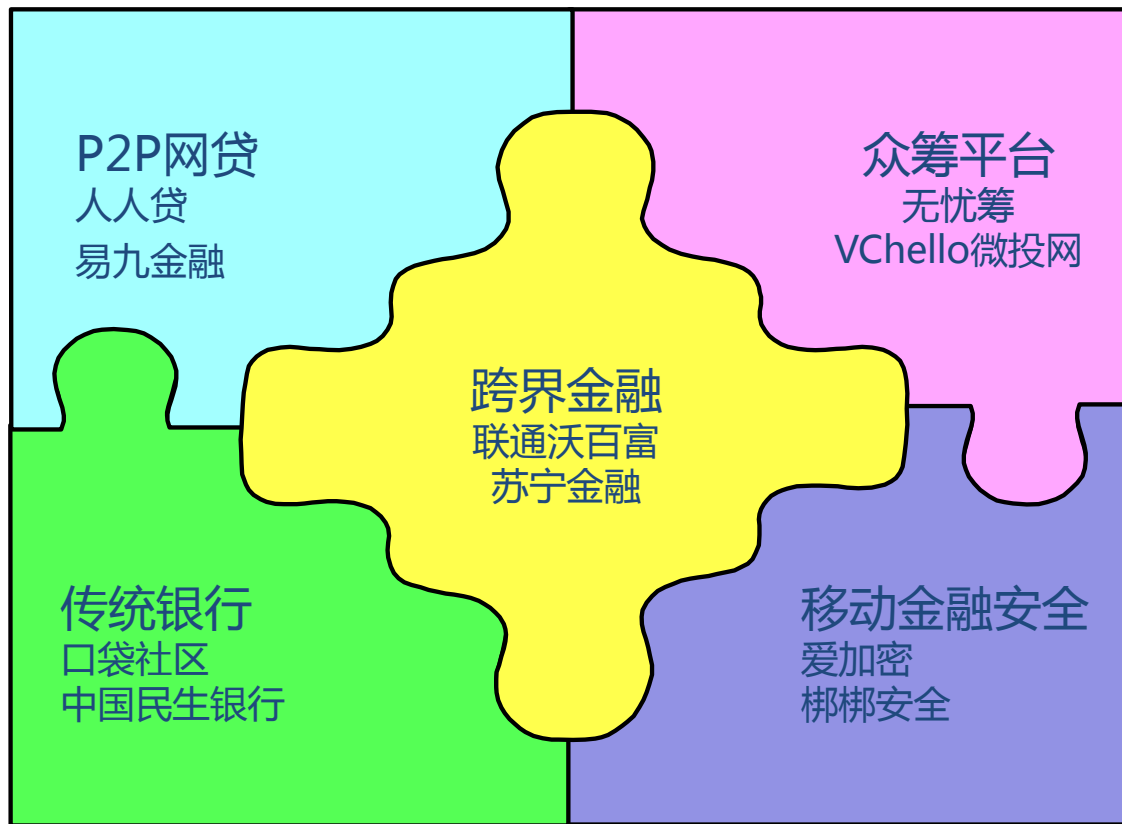 P2P网贷
人人贷
易九金融
众筹平台
无忧筹
VChello微投网
跨界金融
联通沃百富
苏宁金融
传统银行
口袋社区
中国民生银行
移动金融安全
爱加密
梆梆安全